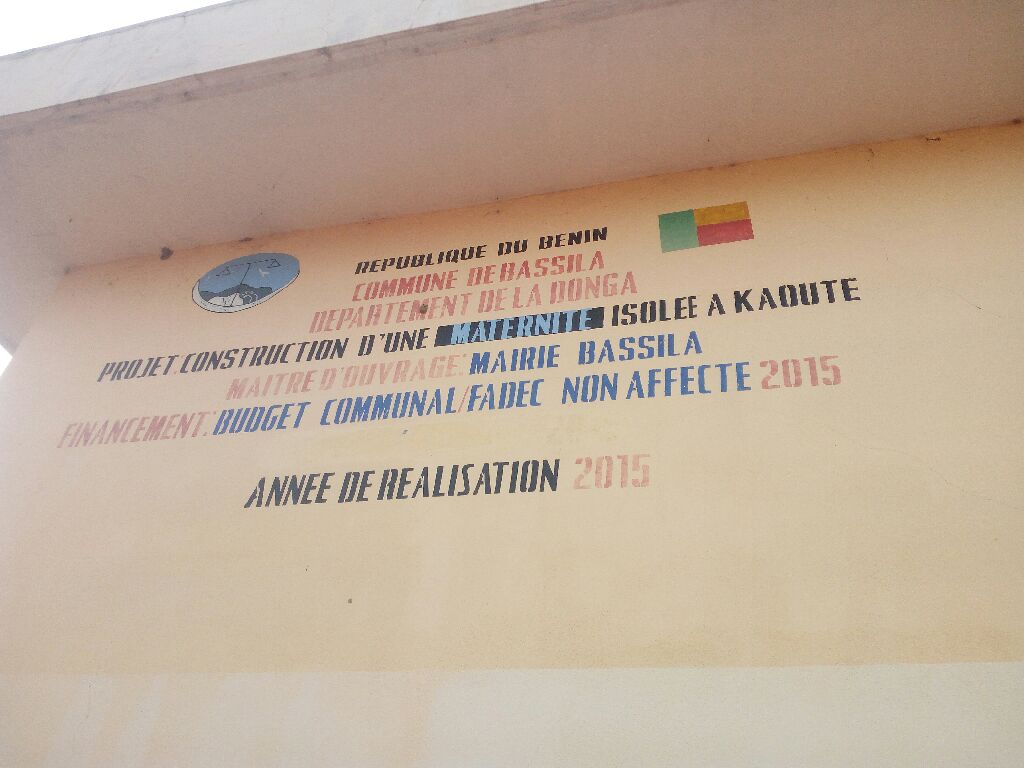 REPUBLIQUE DU BENIN
COMMUNE DE BASSILA
DEPARTEMENT DE LA DONGA
PROJET:CONSTRUCTION D'UNE MATERNITE ISOLEE A KAOUTE
MAITRE D'OUVRAGE: MAIRIE BASSILA
FINANCEMENT: BUDGET COMMUNAL/FADEC NON AFFECTE 2015
ANNEE DE REALISATION 2015